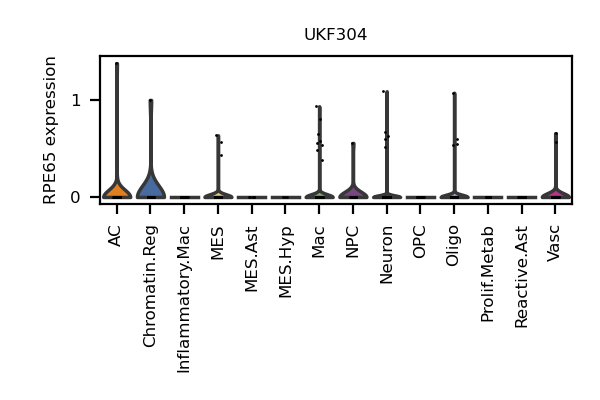 UKF304
RPE65 expression
1
0
AC
Chromatin.Reg
Inflammatory.Mac
MES
MES.Ast
MES.Hyp
Mac
NPC
Neuron
OPC
Oligo
Prolif.Metab
Reactive.Ast
Vasc